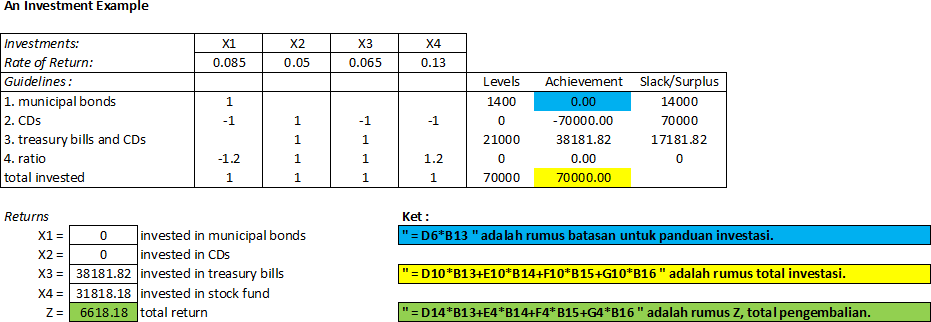 An Investment Example
Investments: X1 X2 X3 X4
Rate of Return: 0.085 0.05 0.065 0.13
Guidelines : Levels Achievement Slack/Surplus
1. municipal bonds 1 1400 0.00 14000
2. CDs -1 1 -1 -1 0 -70000.00 70000
3. treasury bills and CDs 1 1 21000 38181.82 17181.82
4. ratio -1.2 1 1 1.2 0 0.00 0
total invested 1 1 1 1 70000 70000.00
Returns Ket :
X1 = 0 invested in municipal bonds " = D6*B13 " adalah rumus batasan untuk panduan investasi.
X2 = 0 invested in CDs
X3 = 38181.82 invested in treasury bills " = D10*B13+E10*B14+F10*B15+G10*B16 " adalah rumus total investasi.
X4 = 31818.18 invested in stock fund
Z = 6618.18 total return " = D14*B13+E4*B14+F4*B15+G4*B16 " adalah rumus Z, total pengembalian.